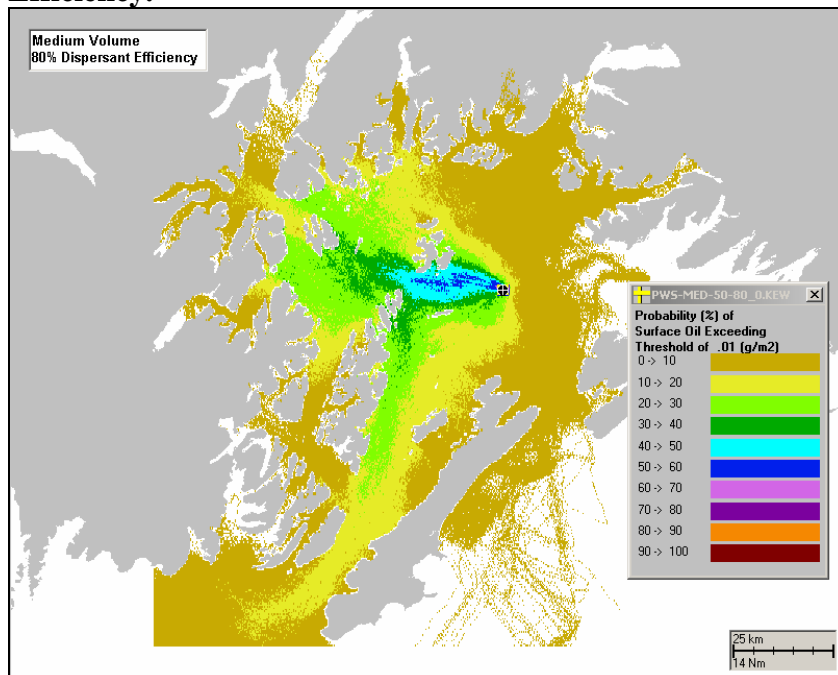 Efficiency.
Medium Volume
80% Dispersant Efficiency
PWS-MED-50-80_0.KEW
Probability (%) of
Surface Oil Exceeding
Threshold of .01 (g/m2)
0 -> 10
10 -> 20
20 -> 30
30 -> 40
40 -> 50
50 -> 60
60 -> 70
70 -> 80
80 -> 90
90 -> 100
25 km
14 Nm